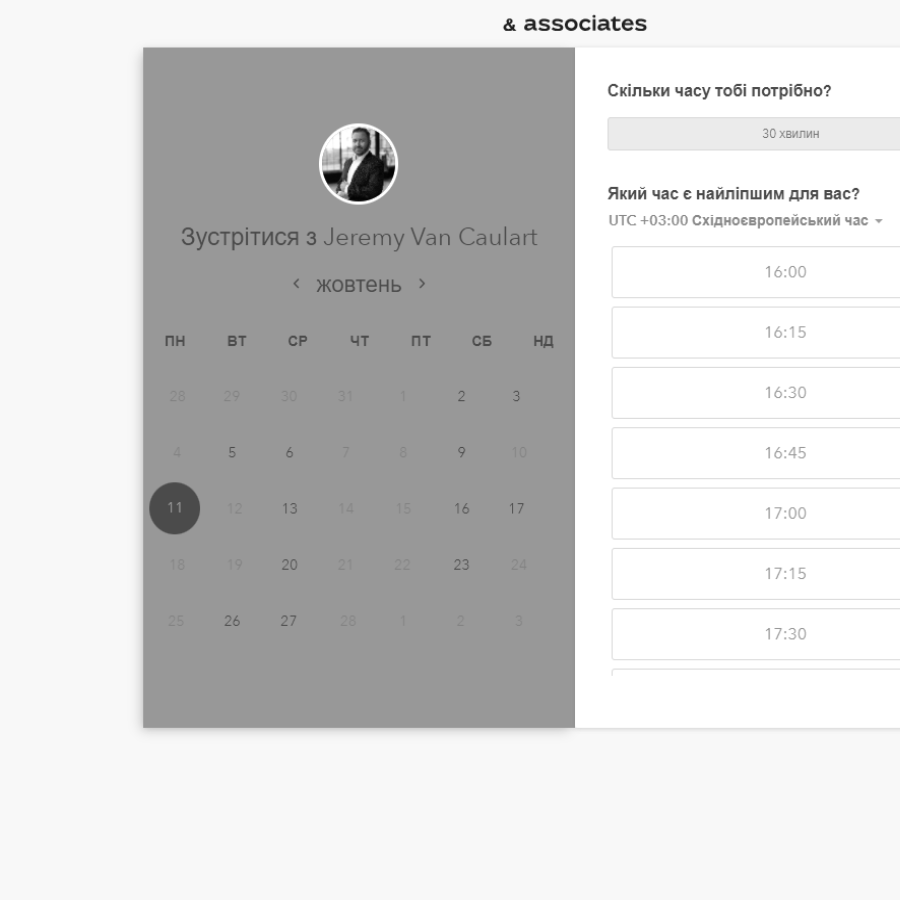 & associates
Зустрітися з Jeremy Van Caulart
жовтень
ПН ВТ СР ЧТ ПТ СБ НД
28 29 30 31 1 2 3
4 5 6 7 8 9 10
11 12 13 14 15 16 17
18 19 20 21 22 23 24
25 26 27 28 1 2 3
Скільки часу тобі потрібно?
30 хвилин
Який час є найліпшим для вас?
UTC +03:00 Східноєвропейський час
16:00
16:15
16:30
16:45
17:00
17:15
17:30